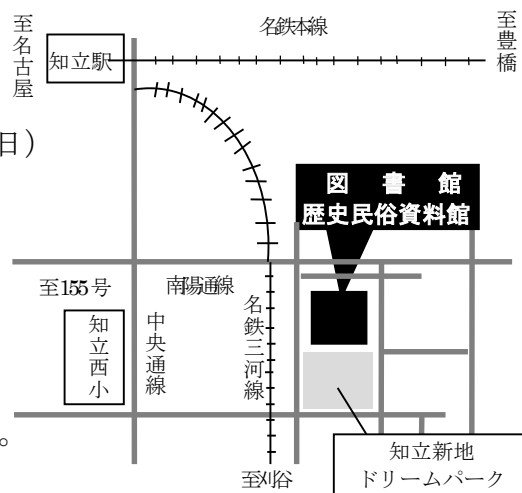 至名古屋
知立駅
名鉄本線
至豊橋
日）
図　書　館
歴史民俗資料館
至155号
南陽通線
知立西小
中央通線
名鉄三河線
。
知立新地
ドリームパーク
至刈谷